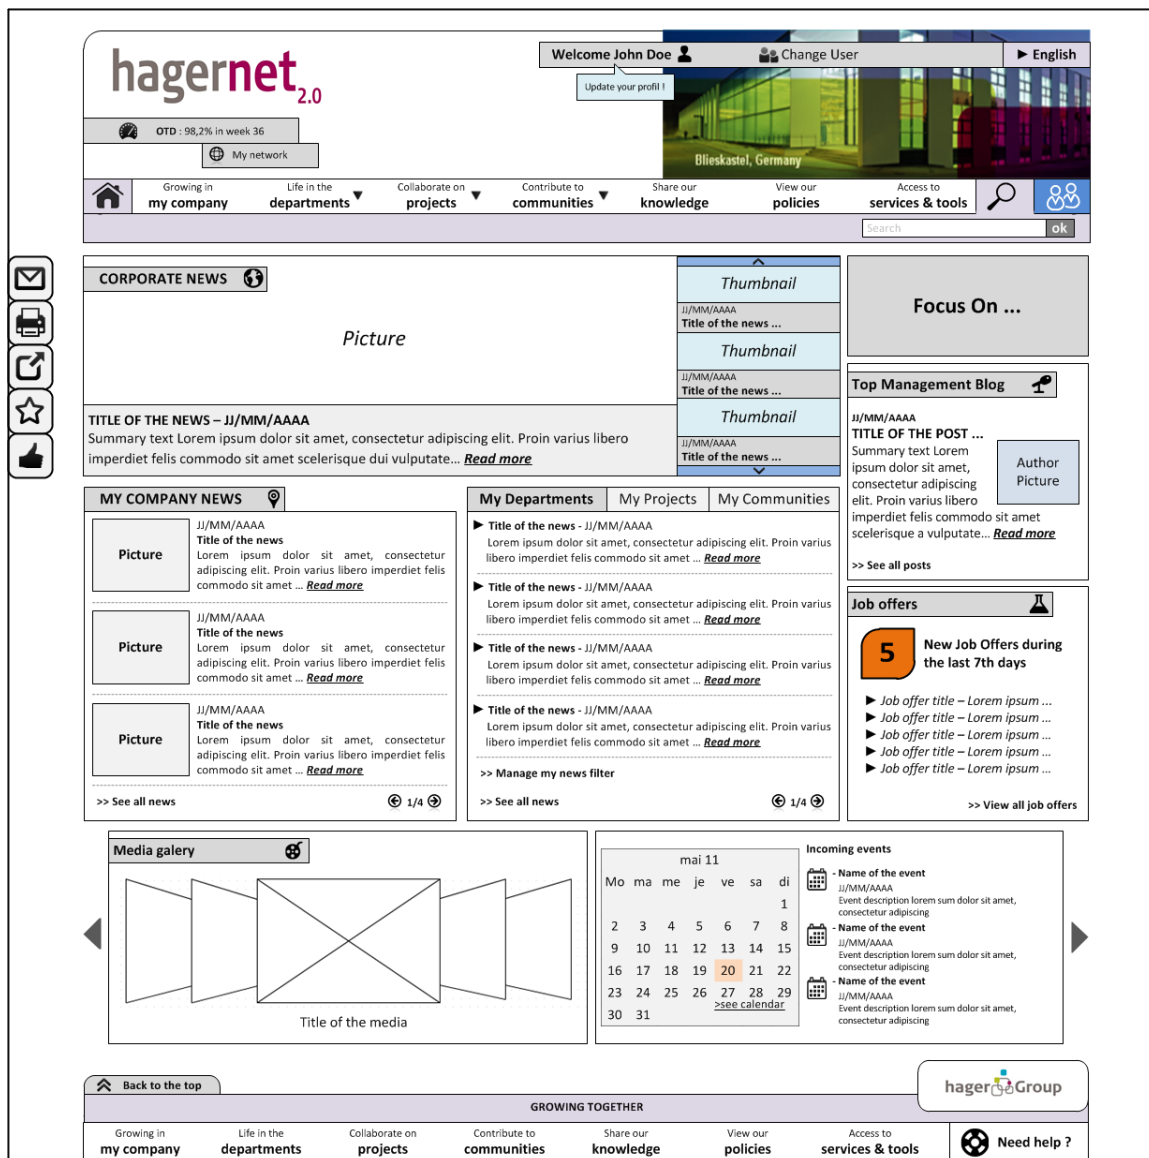 hagernet 2.0
Welcome John Doe
Change User
English
Update your profil !
OTD : 98,2% in week 36
My network
Blieskastel, Germany
Growing in
my company
Life in the
departments
Collaborate on
projects
Contribute to
communities
Share our
knowledge
View our
policies
Access to
services & tools
Search
ok
CORPORATE NEWS
Picture
TITLE OF THE NEWS – JJ/MM/AAAA
Summary text Lorem ipsum dolor sit amet, consectetur adipiscing elit. Proin varius libero
imperdiet felis commodo sit amet scelerisque dui vulputate... Read more
Thumbnail
JJ/MM/AAAA
Title of the news ...
Thumbnail
JJ/MM/AAAA
Title of the news ...
Thumbnail
JJ/MM/AAAA
Title of the news ...
Focus On ...
Top Management Blog
JJ/MM/AAAA
TITLE OF THE POST ...
Summary text Lorem
ipsum dolor sit amet,
consectetur adipiscing
elit. Proin varius libero
imperdiet felis commodo sit amet
scelerisque a vulputate... Read more
Author
Picture
>> See all posts
MY COMPANY NEWS
Picture
JJ/MM/AAAA
Title of the news
Lorem ipsum dolor sit amet, consectetur
adipiscing elit. Proin varius libero imperdiet felis
commodo sit amet ... Read more
Picture
JJ/MM/AAAA
Title of the news
Lorem ipsum dolor sit amet, consectetur
adipiscing elit. Proin varius libero imperdiet felis
commodo sit amet ... Read more
Picture
JJ/MM/AAAA
Title of the news
Lorem ipsum dolor sit amet, consectetur
adipiscing elit. Proin varius libero imperdiet felis
commodo sit amet ... Read more
>> See all news
1/4
My Departments
My Projects
My Communities
Title of the news - JJ/MM/AAAA
Lorem ipsum dolor sit amet, consectetur adipiscing elit. Proin varius
libero imperdiet felis commodo sit amet ... Read more
Title of the news - JJ/MM/AAAA
Lorem ipsum dolor sit amet, consectetur adipiscing elit. Proin varius
libero imperdiet felis commodo sit amet ... Read more
Title of the news - JJ/MM/AAAA
Lorem ipsum dolor sit amet, consectetur adipiscing elit. Proin varius
libero imperdiet felis commodo sit amet ... Read more
Title of the news - JJ/MM/AAAA
Lorem ipsum dolor sit amet, consectetur adipiscing elit. Proin varius
libero imperdiet felis commodo sit amet ... Read more
>> Manage my news filter
>> See all news
1/4
Job offers
5
New Job Offers during
the last 7th days
Job offer title – Lorem ipsum ...
Job offer title – Lorem ipsum ...
Job offer title – Lorem ipsum ...
Job offer title – Lorem ipsum ...
Job offer title – Lorem ipsum ...
>> View all job offers
Media galery
Title of the media
mai 11
Mo ma me je ve sa di
1
2 3 4 5 6 7 8
9 10 11 12 13 14 15
16 17 18 19 20 21 22
23 24 25 26 27 28 29
30 31
>see calendar
Incoming events
- Name of the event
JJ/MM/AAAA
Event description lorem sum dolor sit amet,
consectetur adipiscing
- Name of the event
JJ/MM/AAAA
Event description lorem sum dolor sit amet,
consectetur adipiscing
- Name of the event
JJ/MM/AAAA
Event description lorem sum dolor sit amet,
consectetur adipiscing
Back to the top
hager Group
GROWING TOGETHER
Growing in
my company
Life in the
departments
Collaborate on
projects
Contribute to
communities
Share our
knowledge
View our
policies
Access to
services & tools
Need help ?